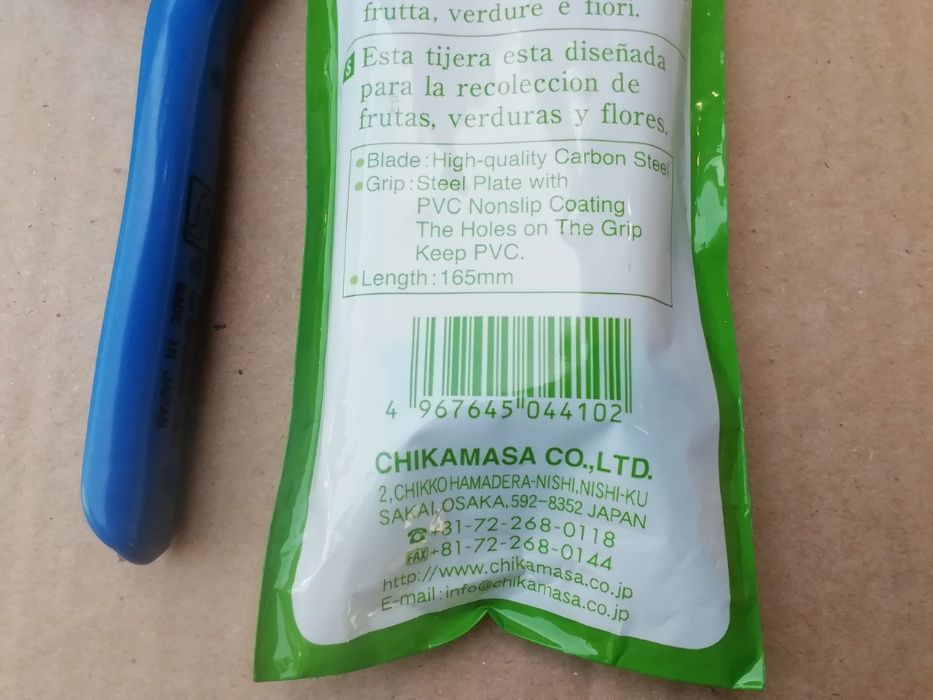 frutta, verdure e fiori.
S Esta tijera esta diseñada
para la recoleccion de
frutas, verduras y flores.
•Blade:High-quality Carbon Steel
•Grip:Steel Plate with
PVC Nonslip Coating
The Holes on The Grip
Keep PVC.
•Length:165mm
4 967645 044102
CHIKAMASA CO.,LTD.
2,CHIKKO HAMADERA-NISHI,NISHI-KU
SAKAI,OSAKA,592-8352 JAPAN
☎+81-72-268-0118
FAX+81-72-268-0144
http://www.chikamasa.co.jp
E-mail:info@chikamasa.co.jp
MADE IN JAPAN